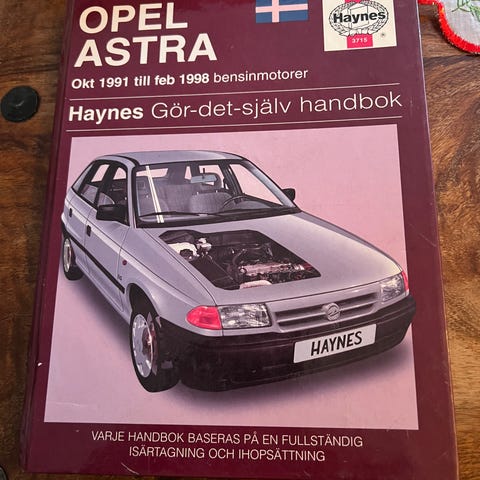 OPEL
ASTRA
Haynes
3715
Okt 1991 till feb 1998 bensinmotorer
Haynes Gör-det-själv handbok
HAYNES
VARJE HANDBOK BASERAS PÅ EN FULLSTÄNDIG
ISÄRTAGNING OCH IHOPSÄTTNING